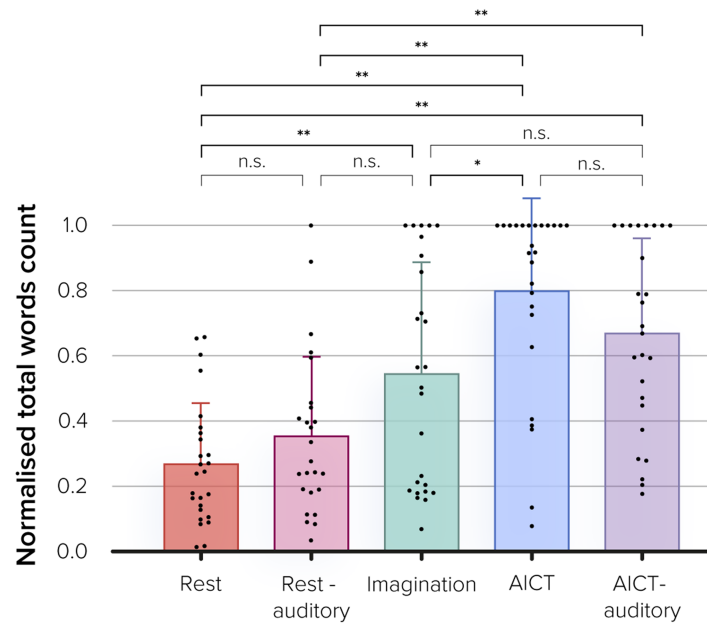 **
**
**
**
** n.s.
n.s. n.s. * n.s.
Normalised total words count
1.0
0.8
0.6
0.4
0.2
0.0
Rest
Rest -
auditory
Imagination
AICT
AICT-
auditory